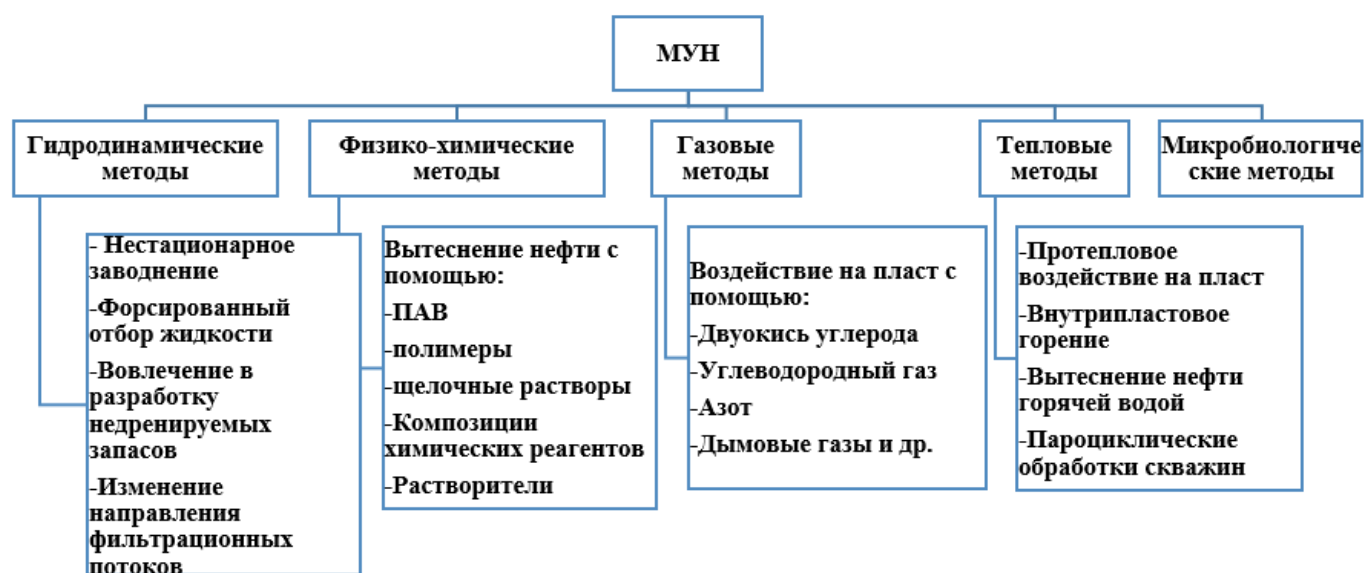 МУН
Гидродинамические
методы
Физико-химические
методы
Газовые
методы
Тепловые
методы
Микробиологиче
ские методы
- Нестационарное
заводнение
-Форсированный
отбор жидкости
-Вовлечение в
разработку
недренируемых
запасов
-Изменение
направления
фильтрационных
потоков
Вытеснение нефти с
помощью:
-ПАВ
-полимеры
-щелочные растворы
-Композиции
химических реагентов
-Растворители
Воздействие на пласт с
помощью:
-Двуокись углерода
-Углеводородный газ
-Азот
-Дымовые газы и др.
-Протепловое
воздействие на пласт
-Внутрипластовое
горение
-Вытеснение нефти
горячей водой
-Пароциклические
обработки скважин